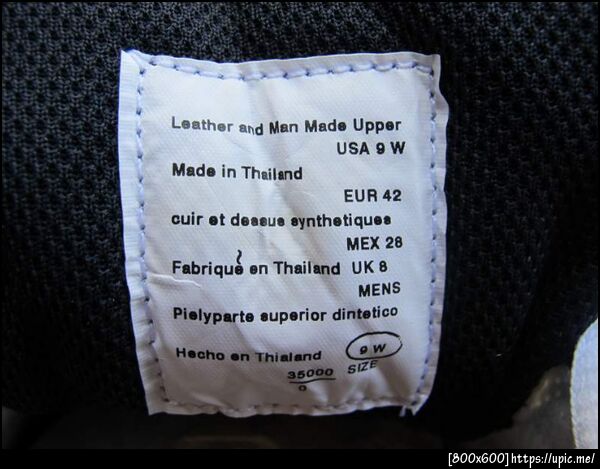 Leather and Man Made Upper
USA 9 W
Made in Thailand
EUR 42
cuir et dessus synthetiques
MEX 28
Fabrique en Thailand UK 8
MENS
Pielyparte superior dintetico
Hecho en Thialand 9 W
35000 SIZE
0
[800x600]https://upic.me/